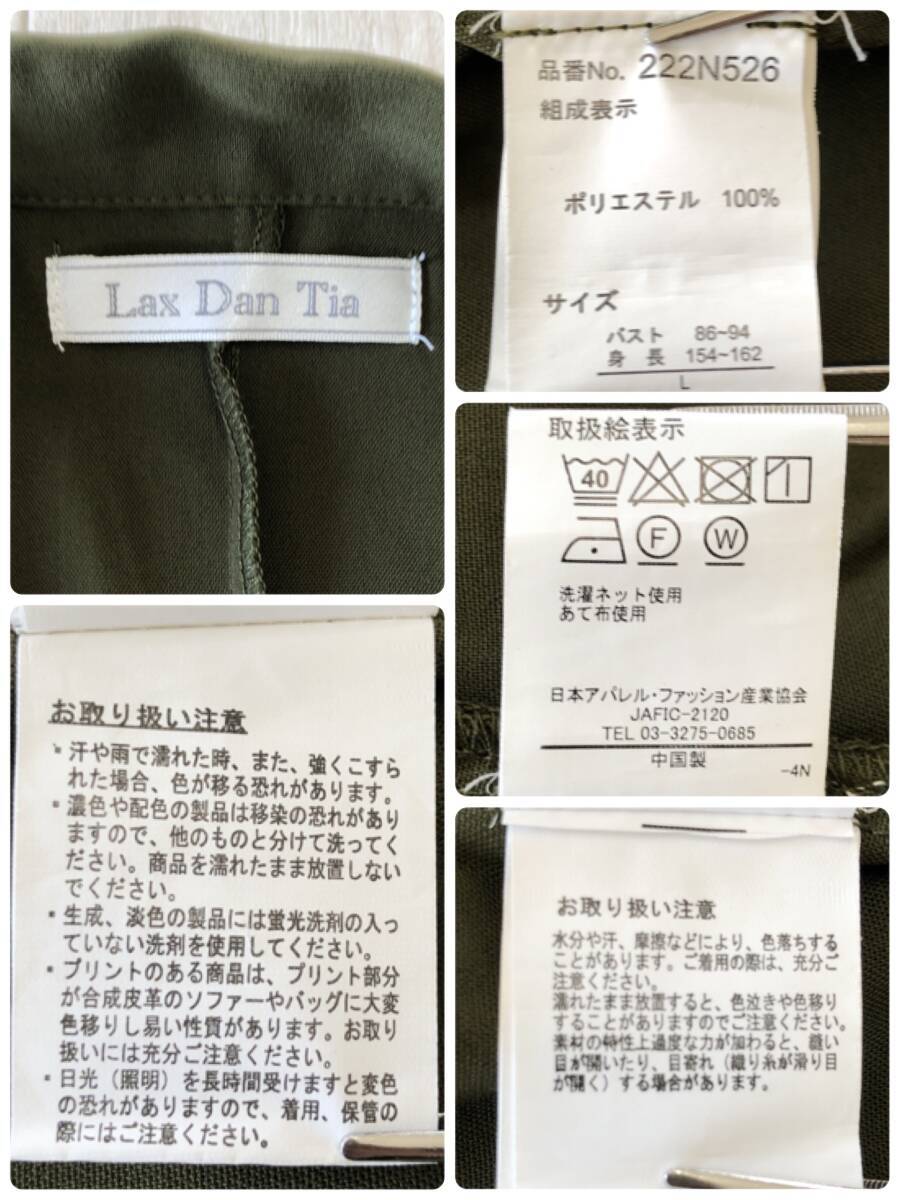 Lax Dan Tia
品番No. 222N526
組成表示
ポリエステル 100%
サイズ
バスト 86~94
身 長 154~162
L
取扱絵表示
40
F W
洗濯ネット使用
あて布使用
日本アパレル・ファッション産業協会
JAFIC-2120
TEL 03-3275-0685
中国製
-4N
お取り扱い注意
・汗や雨で濡れた時、また、強くこすら
れた場合、色が移る恐れがあります。
・濃色や配色の製品は移染の恐れがあり
ますので、他のものと分けて洗ってく
ださい。商品を濡れたまま放置しない
でください。
・生成、淡色の製品には蛍光洗剤の入っ
ていない洗剤を使用してください。
・プリントのある商品は、プリント部分
が合成皮革のソファーやバッグに大変
色移りし易い性質があります。お取り
扱いには充分ご注意ください。
・日光（照明）を長時間受けますと変色
の恐れがありますので、着用、保管の
際にはご注意ください。
お取り扱い注意
水分や汗、摩擦などにより、色落ちする
ことがあります。ご着用の際は、充分ご
注意ください。
濡れたまま放置すると、色泣きや色移り
することがありますのでご注意ください。
素材の特性上過度な力が加わると、縫い
目が開いたり、目寄れ（織り糸が滑り目
が開く）する場合があります。